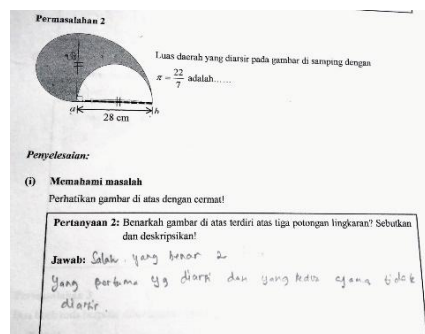 Permasalahan 2
Luas daerah yang diarsir pada gambar di samping dengan
π = 22/7 adalah......
a
b
28 cm
Penyelesaian:
(i) Memahami masalah
Perhatikan gambar di atas dengan cermat!
Pertanyaan 2: Benarkah gambar di atas terdiri atas tiga potongan lingkaran? Sebutkan
dan deskripsikan!
Jawab: Salah yang benar 2
yang pertama yg diarsir dan yang kedua tidak
diarsir